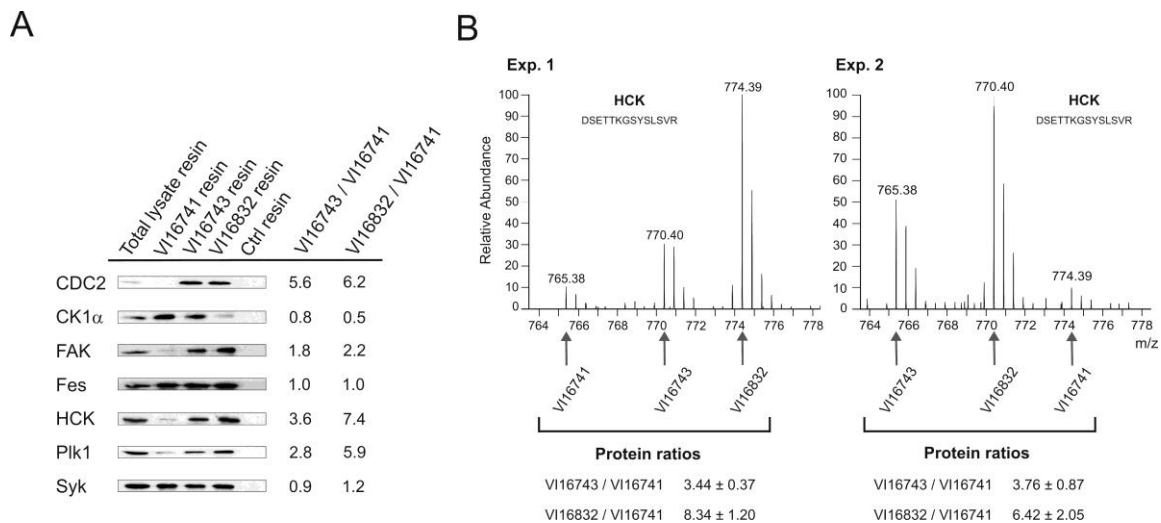 A
Total lysate resin
VI16741 resin
VI16743 resin
VI16832 resin
Ctrl resin
VI16743 / VI16741
VI16832 / VI16741
CDC2 5.6 6.2
CK1α 0.8 0.5
FAK 1.8 2.2
Fes 1.0 1.0
HCK 3.6 7.4
Plk1 2.8 5.9
Syk 0.9 1.2
B
Exp. 1
Relative Abundance
100
90
80
70
60
50
40
30
20
10
0
HCK
DSETTKGSYSLSVR
774.39
770.40
765.38
764 766 768 770 772 774 776 778
VI16741 VI16743 VI16832
Protein ratios
VI16743 / VI16741 3.44 ± 0.37
VI16832 / VI16741 8.34 ± 1.20
Exp. 2
100
90
80
70
60
50
40
30
20
10
0
HCK
DSETTKGSYSLSVR
770.40
765.38
774.39
764 766 768 770 772 774 776 778
m/z
VI16743 VI16832 VI16741
Protein ratios
VI16743 / VI16741 3.76 ± 0.87
VI16832 / VI16741 6.42 ± 2.05